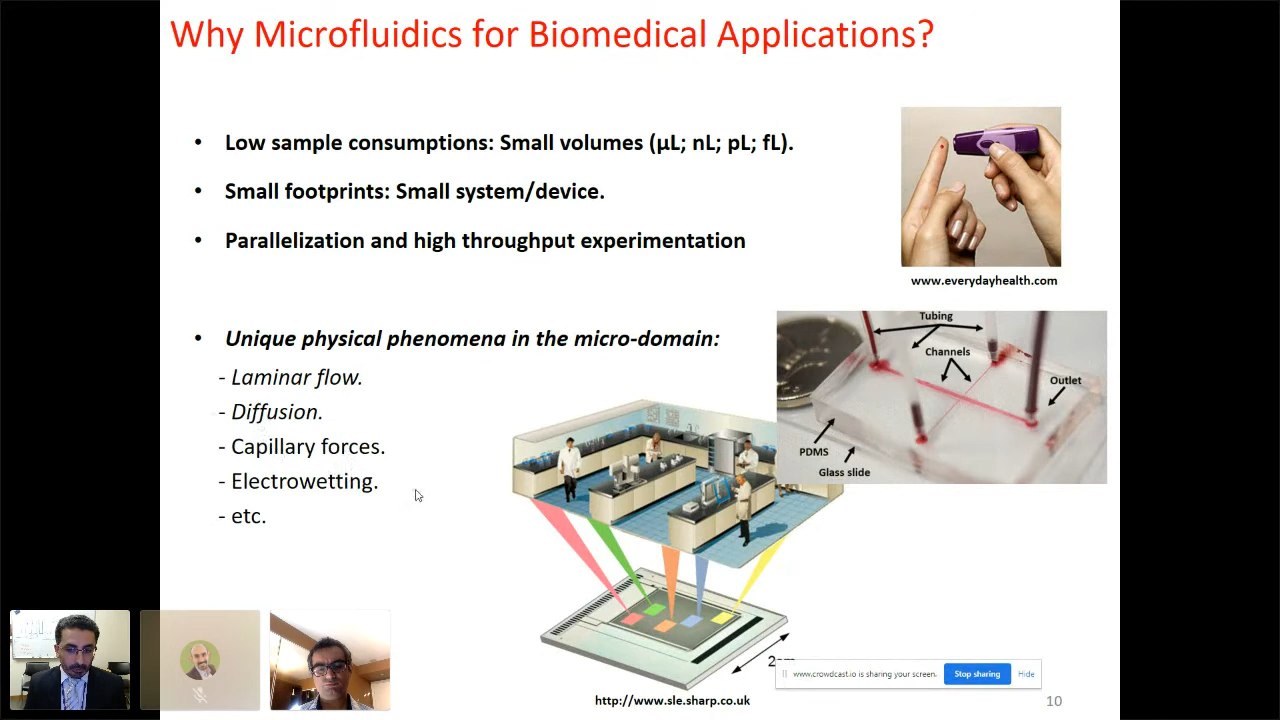 Why Microfluidics for Biomedical Applications?
• Low sample consumptions: Small volumes (µL; nL; pL; fL).
• Small footprints: Small system/device.
• Parallelization and high throughput experimentation
www.everydayhealth.com
• Unique physical phenomena in the micro-domain:
- Laminar flow.
- Diffusion.
- Capillary forces.
- Electrowetting.
- etc.
Tubing
Channels
Outlet
PDMS
Glass slide
www.crowdcast.io is sharing your screen.
Stop sharing
Hide
http://www.sle.sharp.co.uk
10